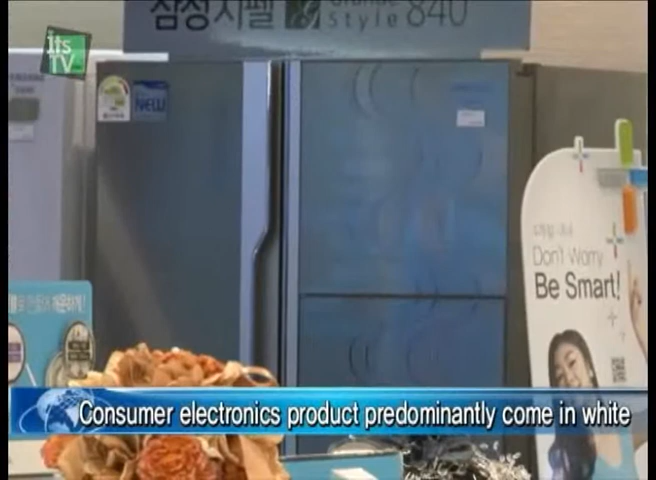 삼성지펠
Style 840
ItsTV
NEW
Don't Worry
Be Smart!
Consumer electronics product predominantly come in white